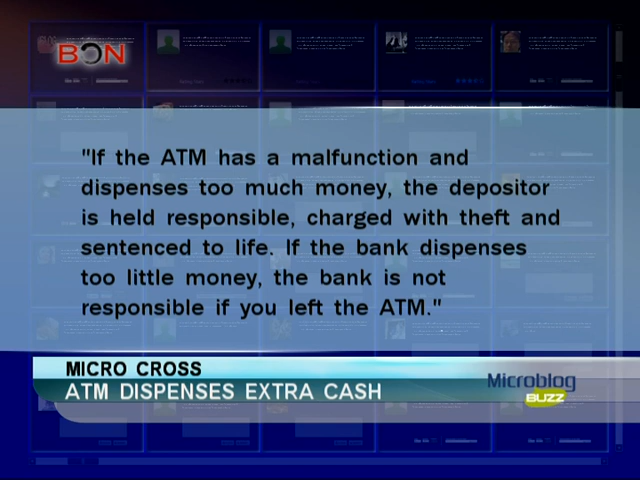 BON
"If the ATM has a malfunction and
dispenses too much money, the depositor
is held responsible, charged with theft and
sentenced to life. If the bank dispenses
too little money, the bank is not
responsible if you left the ATM."
MICRO CROSS
ATM DISPENSES EXTRA CASH
Microblog
BUZZ